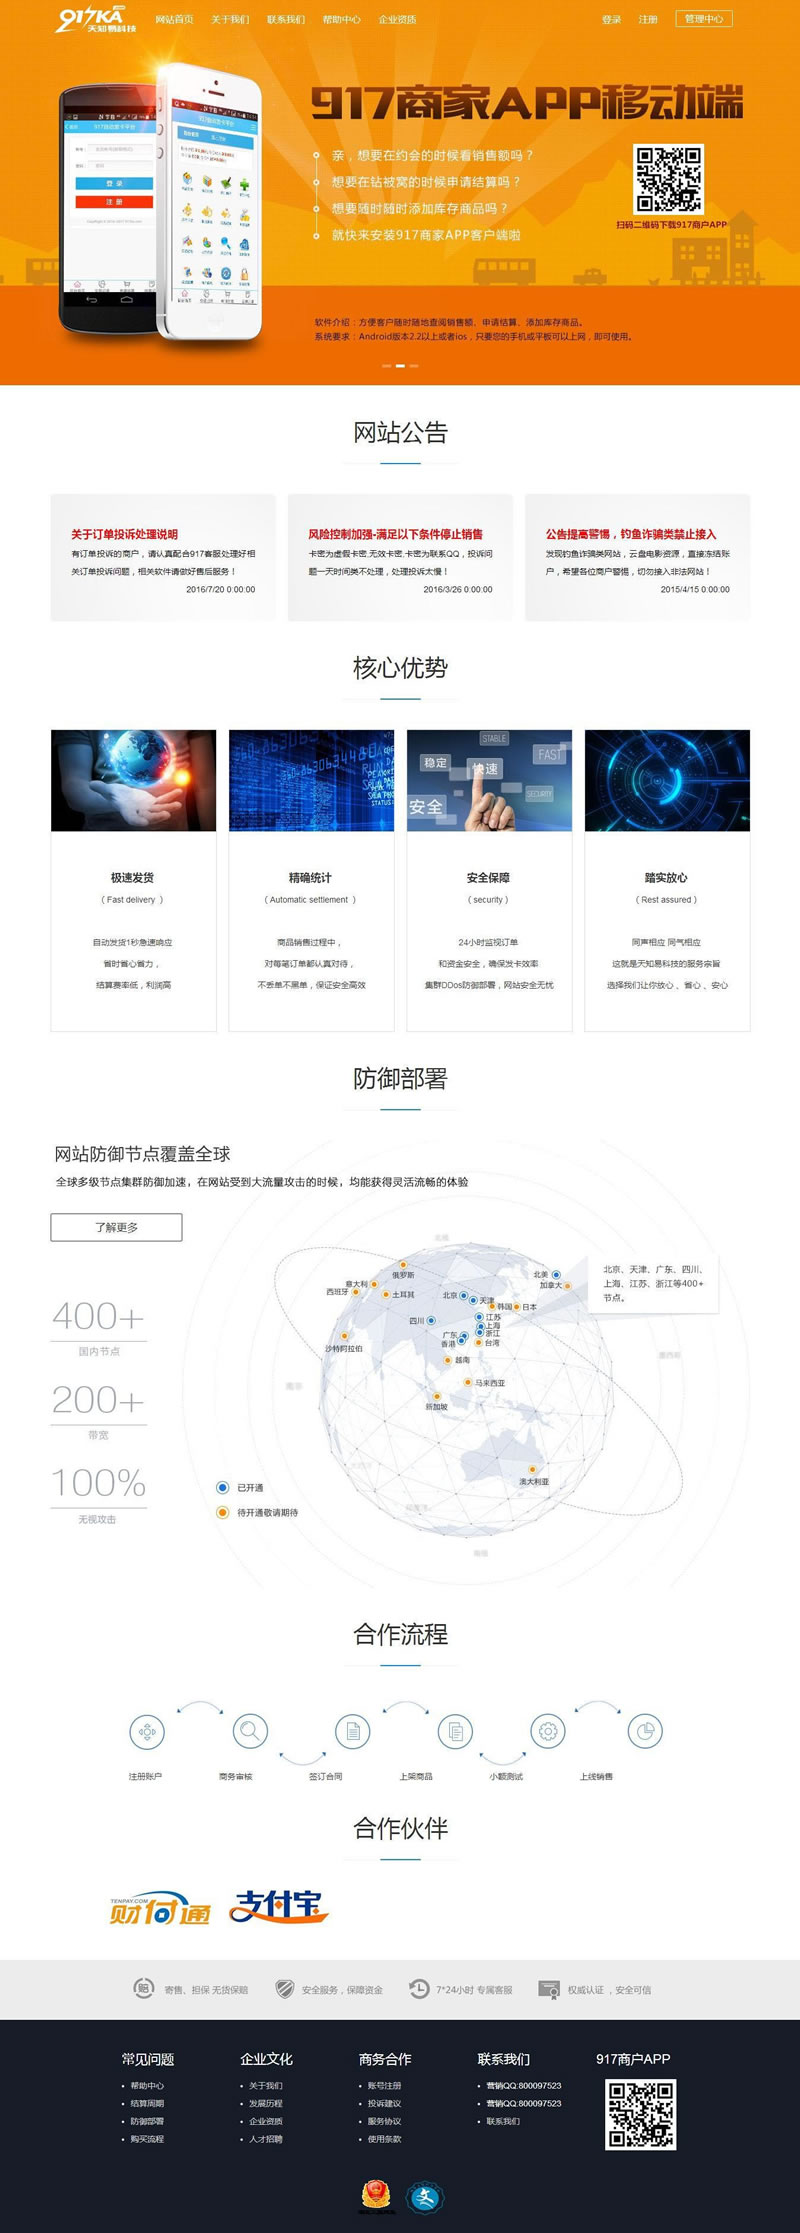 917KA
天知易科技
网站首页 关于我们 联系我们 帮助中心 企业资质
登录 注册 管理中心
917商家APP移动端
亲，想要在约会的时候看销售额吗？
想要在钻被窝的时候申请结算吗？
想要随时随时添加库存商品吗？
就快来安装917商家APP客户端啦
扫码二维码下载917商户APP
登 录
注 册
软件介绍：方便客户随时随地查阅销售额、申请结算、添加库存商品。
系统要求：Android版本2.2以上或者ios，只要您的手机或平板可以上网，即可使用。
网站公告
关于订单投诉处理说明
有订单投诉的商户，请认真配合917客服处理好相
关订单投诉问题，相关软件请做好售后服务！
2016/7/20 0:00:00
风险控制加强-满足以下条件停止销售
卡密为虚假卡密.无效卡密.卡密为联系QQ，投诉问
题一天时间类不处理，处理投诉太慢！
2016/3/26 0:00:00
公告提高警惕，钓鱼诈骗类禁止接入
发现钓鱼诈骗类网站，云盘电影资源，直接冻结账
户，希望各位商户警惕，切勿接入非法网站！
2015/4/15 0:00:00
核心优势
稳定
快速
安全
STABLE
FAST
SECURITY
极速发货
（ Fast delivery ）
自动发货1秒急速响应
省时省心省力，
结算费率低，利润高
精确统计
（ Automatic settlement ）
商品销售过程中，
对每笔订单都认真对待，
不丢单不黑单，保证安全高效
安全保障
（ security ）
24小时监视订单
和资金安全，确保发卡效率
集群DDos防御部署，网站安全无忧
踏实放心
（ Rest assured ）
同声相应 同气相应
这就是天知易科技的服务宗旨
选择我们让你放心 、省心 、安心
防御部署
网站防御节点覆盖全球
全球多级节点集群防御加速，在网站受到大流量攻击的时候，均能获得灵活流畅的体验
了解更多
400+
国内节点
200+
带宽
100%
无视攻击
俄罗斯
意大利
西班牙
土耳其
沙特阿拉伯
北京
天津
四川
韩国
日本
江苏
上海
浙江
广东
香港
台湾
越南
马来西亚
新加坡
澳大利亚
北美
加拿大
北京、天津、广东、四川、
上海、江苏、浙江等400+
节点。
已开通
待开通敬请期待
合作流程
注册账户 商务审核 签订合同 上架商品 小额测试 上线销售
合作伙伴
TENPAY.COM
财付通
支付宝
寄售、担保 无货保赔
安全服务，保障资金
7*24小时 专属客服
权威认证 ，安全可信
常见问题
帮助中心
结算周期
防御部署
购买流程
企业文化
关于我们
发展历程
企业资质
人才招聘
商务合作
账号注册
投诉建议
服务协议
使用条款
联系我们
营销QQ:800097523
营销QQ:800097523
联系我们
917商户APP